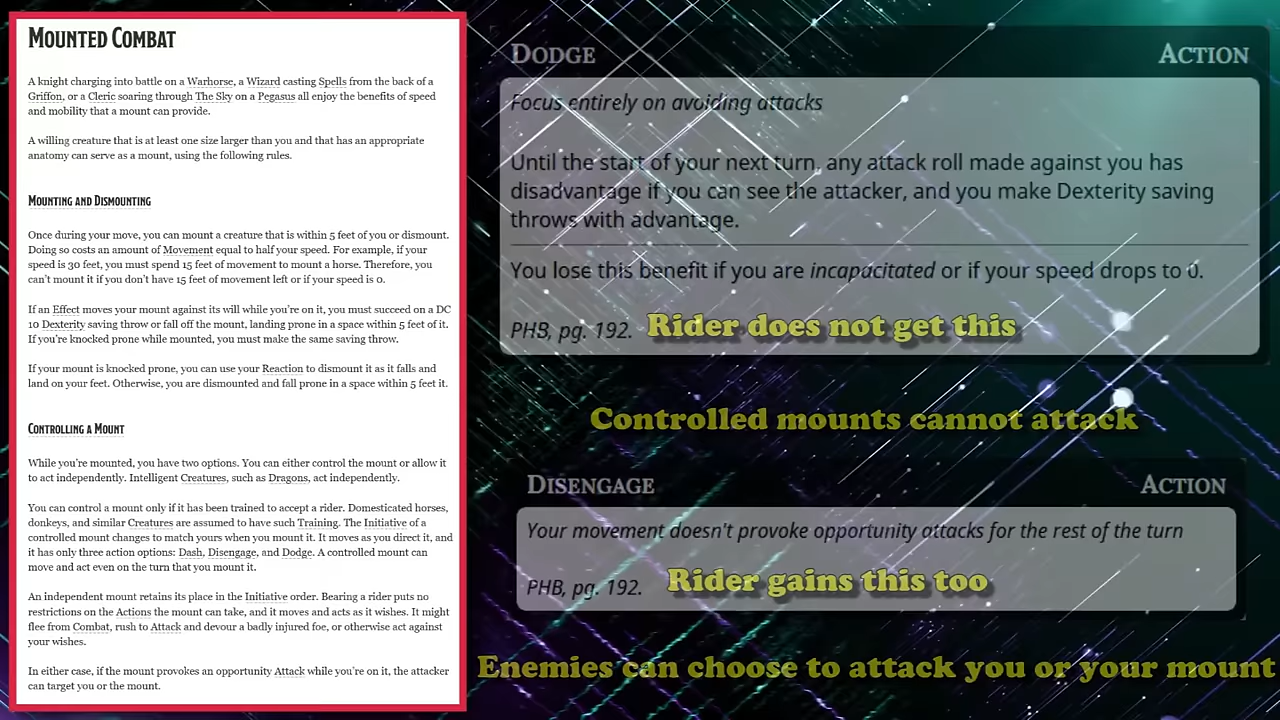 MOUNTED COMBAT
A knight charging into battle on a Warhorse, a Wizard casting Spells from the back of a
Griffon, or a Cleric soaring through The Sky on a Pegasus all enjoy the benefits of speed
and mobility that a mount can provide.
A willing creature that is at least one size larger than you and that has an appropriate
anatomy can serve as a mount, using the following rules.
MOUNTING AND DISMOUNTING
Once during your move, you can mount a creature that is within 5 feet of you or dismount.
Doing so costs an amount of Movement equal to half your speed. For example, if your
speed is 30 feet, you must spend 15 feet of movement to mount a horse. Therefore, you
can't mount it if you don't have 15 feet of movement left or if your speed is 0.
If an Effect moves your mount against its will while you're on it, you must succeed on a DC
10 Dexterity saving throw or fall off the mount, landing prone in a space within 5 feet of it.
If you're knocked prone while mounted, you must make the same saving throw.
If your mount is knocked prone, you can use your Reaction to dismount it as it falls and
land on your feet. Otherwise, you are dismounted and fall prone in a space within 5 feet it.
CONTROLLING A MOUNT
While you're mounted, you have two options. You can either control the mount or allow it
to act independently. Intelligent Creatures, such as Dragons, act independently.
You can control a mount only if it has been trained to accept a rider. Domesticated horses,
donkeys, and similar Creatures are assumed to have such Training. The Initiative of a
controlled mount changes to match yours when you mount it. It moves as you direct it, and
it has only three action options: Dash, Disengage, and Dodge. A controlled mount can
move and act even on the turn that you mount it.
An independent mount retains its place in the Initiative order. Bearing a rider puts no
restrictions on the Actions the mount can take, and it moves and acts as it wishes. It might
flee from Combat, rush to Attack and devour a badly injured foe, or otherwise act against
your wishes.
In either case, if the mount provokes an opportunity Attack while you're on it, the attacker
can target you or the mount.
DODGE ACTION
Focus entirely on avoiding attacks
Until the start of your next turn, any attack roll made against you has
disadvantage if you can see the attacker, and you make Dexterity saving
throws with advantage.
You lose this benefit if you are incapacitated or if your speed drops to 0.
PHB, pg. 192. Rider does not get this
Controlled mounts cannot attack
DISENGAGE ACTION
Your movement doesn't provoke opportunity attacks for the rest of the turn
PHB, pg. 192. Rider gains this too
Enemies can choose to attack you or your mount